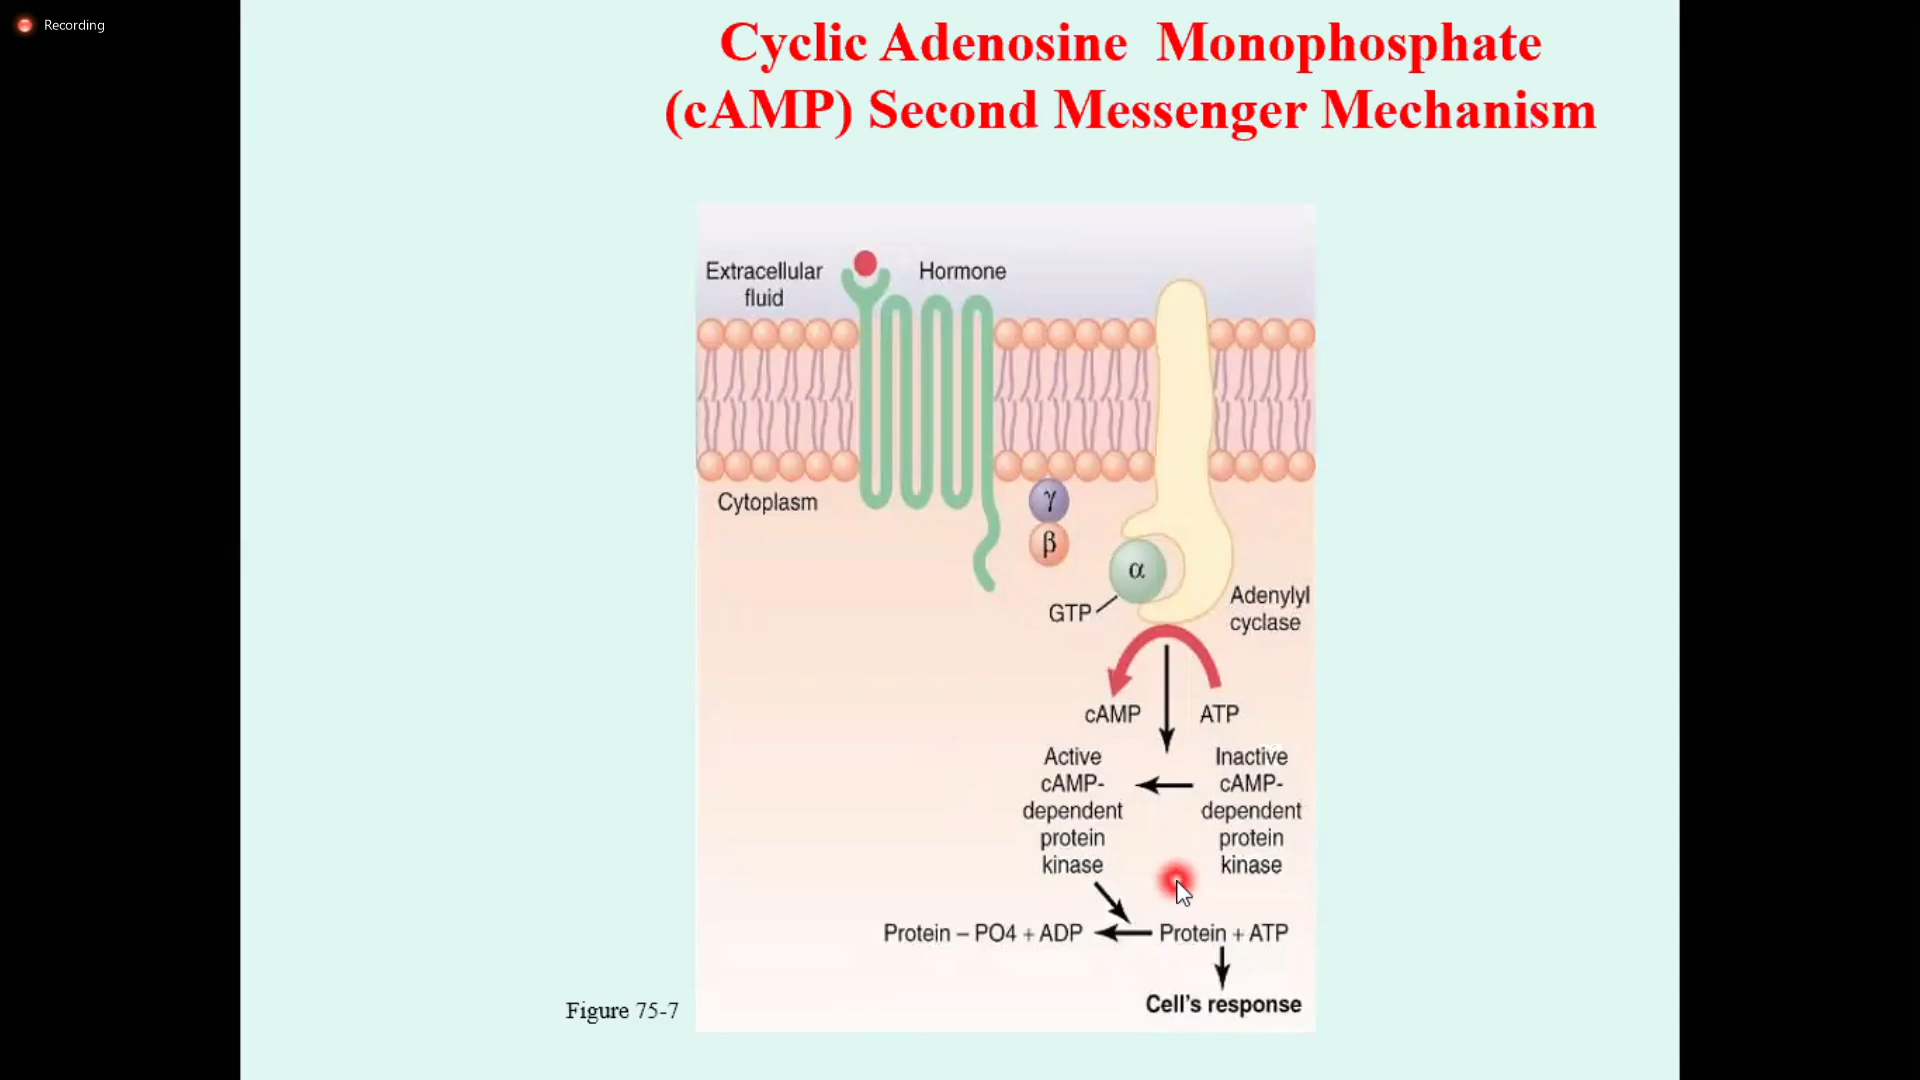 Recording
Cyclic Adenosine Monophosphate
(cAMP) Second Messenger Mechanism
Extracellular
fluid
Hormone
Cytoplasm
γ
β
α
GTP
Adenylyl
cyclase
cAMP
ATP
Active
cAMP-
dependent
protein
kinase
Inactive
cAMP-
dependent
protein
kinase
Protein – PO4 + ADP
Protein + ATP
Cell's response
Figure 75-7